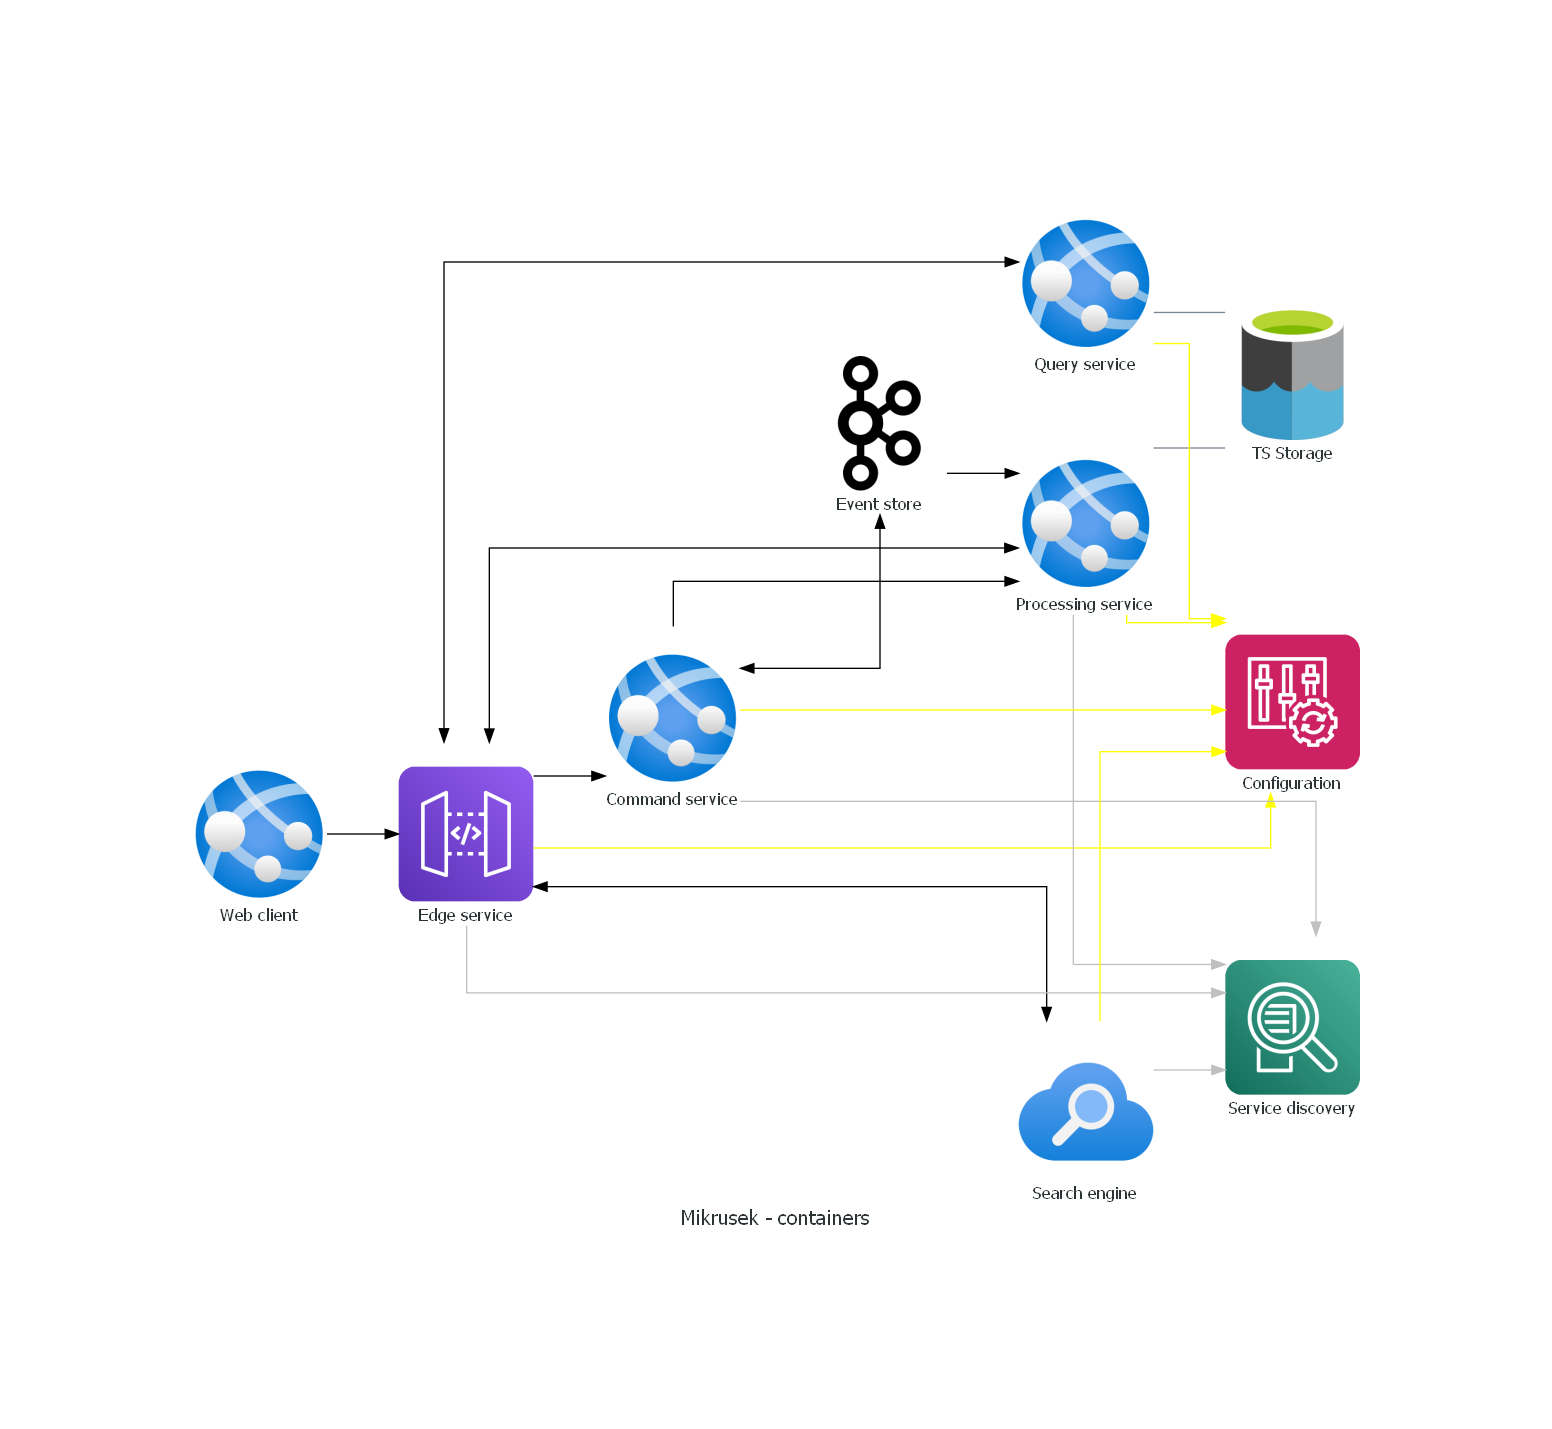 Query service
TS Storage
Event store
Processing service
Configuration
Command service
</>
Web client
Edge service
Service discovery
Search engine
Mikrusek - containers